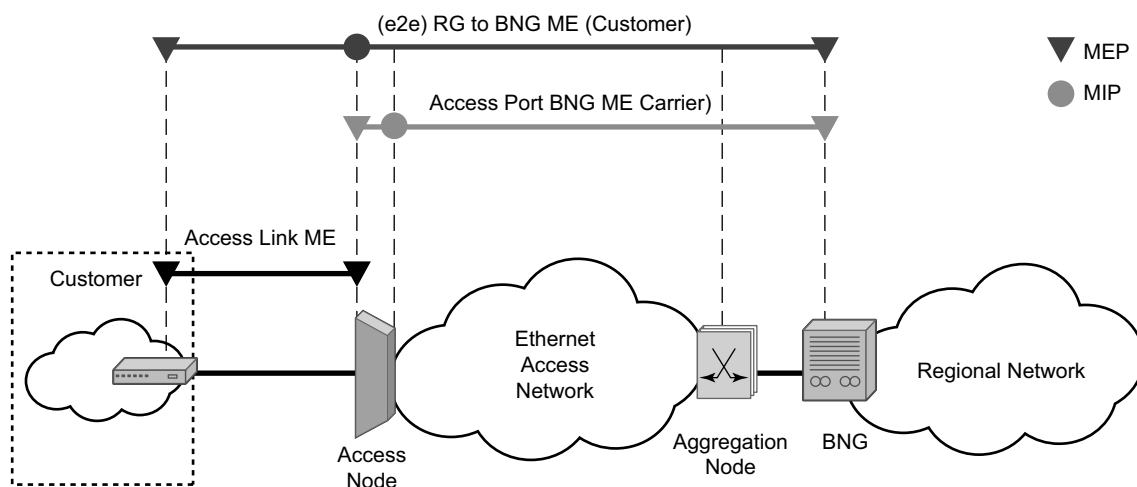 (e2e) RG to BNG ME (Customer)
MEP
MIP
Access Port BNG ME Carrier)
Access Link ME
Customer
Ethernet
Access
Network
Regional Network
Access
Node
Aggregation
Node
BNG